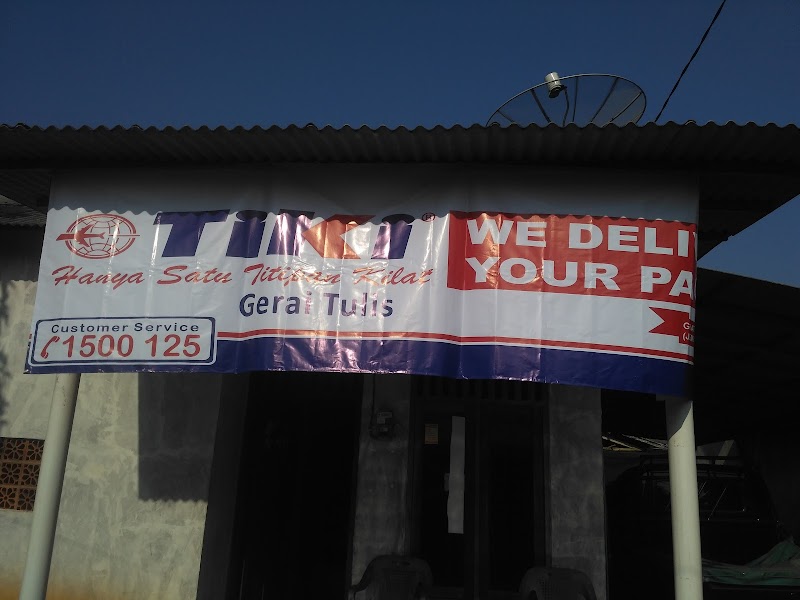 TiKi®
Hanya Satu Titipan Kilat
Gerai Tulis
Customer Service
1500 125
WE DELI
YOUR PA